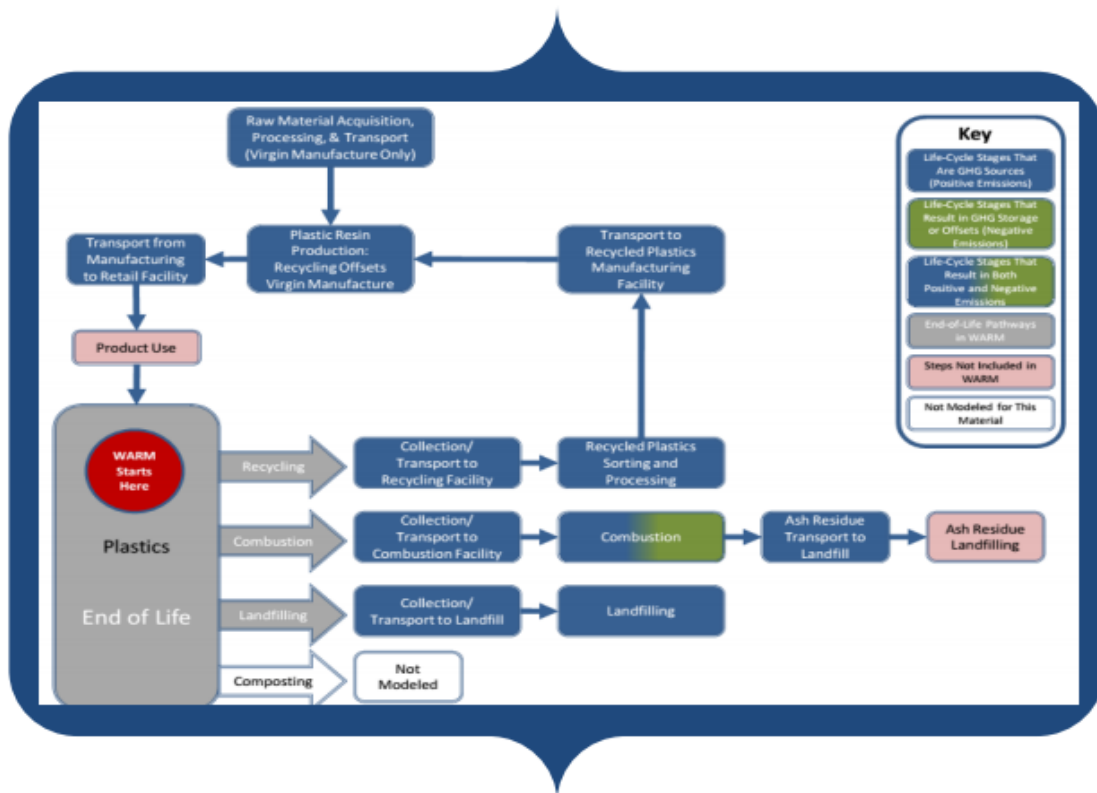 Raw Material Acquisition,
Processing, & Transport
(Virgin Manufacture Only)
Key
Life-Cycle Stages That
Are GHG Sources
(Positive Emissions)
Life-Cycle Stages That
Result in GHG Storage
or Offsets (Negative
Emissions)
Life-Cycle Stages That
Result in Both
Positive and Negative
Emissions
End-of-Life Pathways
in WARM
Steps Not Included in
WARM
Not Modeled for This
Material
Transport from
Manufacturing
to Retail Facility
Plastic Resin
Production:
Recycling Offsets
Virgin Manufacture
Transport to
Recycled Plastics
Manufacturing
Facility
Product Use
WARM
Starts
Here
Plastics
End of Life
Recycling
Collection/
Transport to
Recycling Facility
Recycled Plastics
Sorting and
Processing
Combustion
Collection/
Transport to
Combustion Facility
Combustion
Ash Residue
Transport to
Landfill
Ash Residue
Landfilling
Landfilling
Collection/
Transport to Landfill
Landfilling
Composting
Not
Modeled